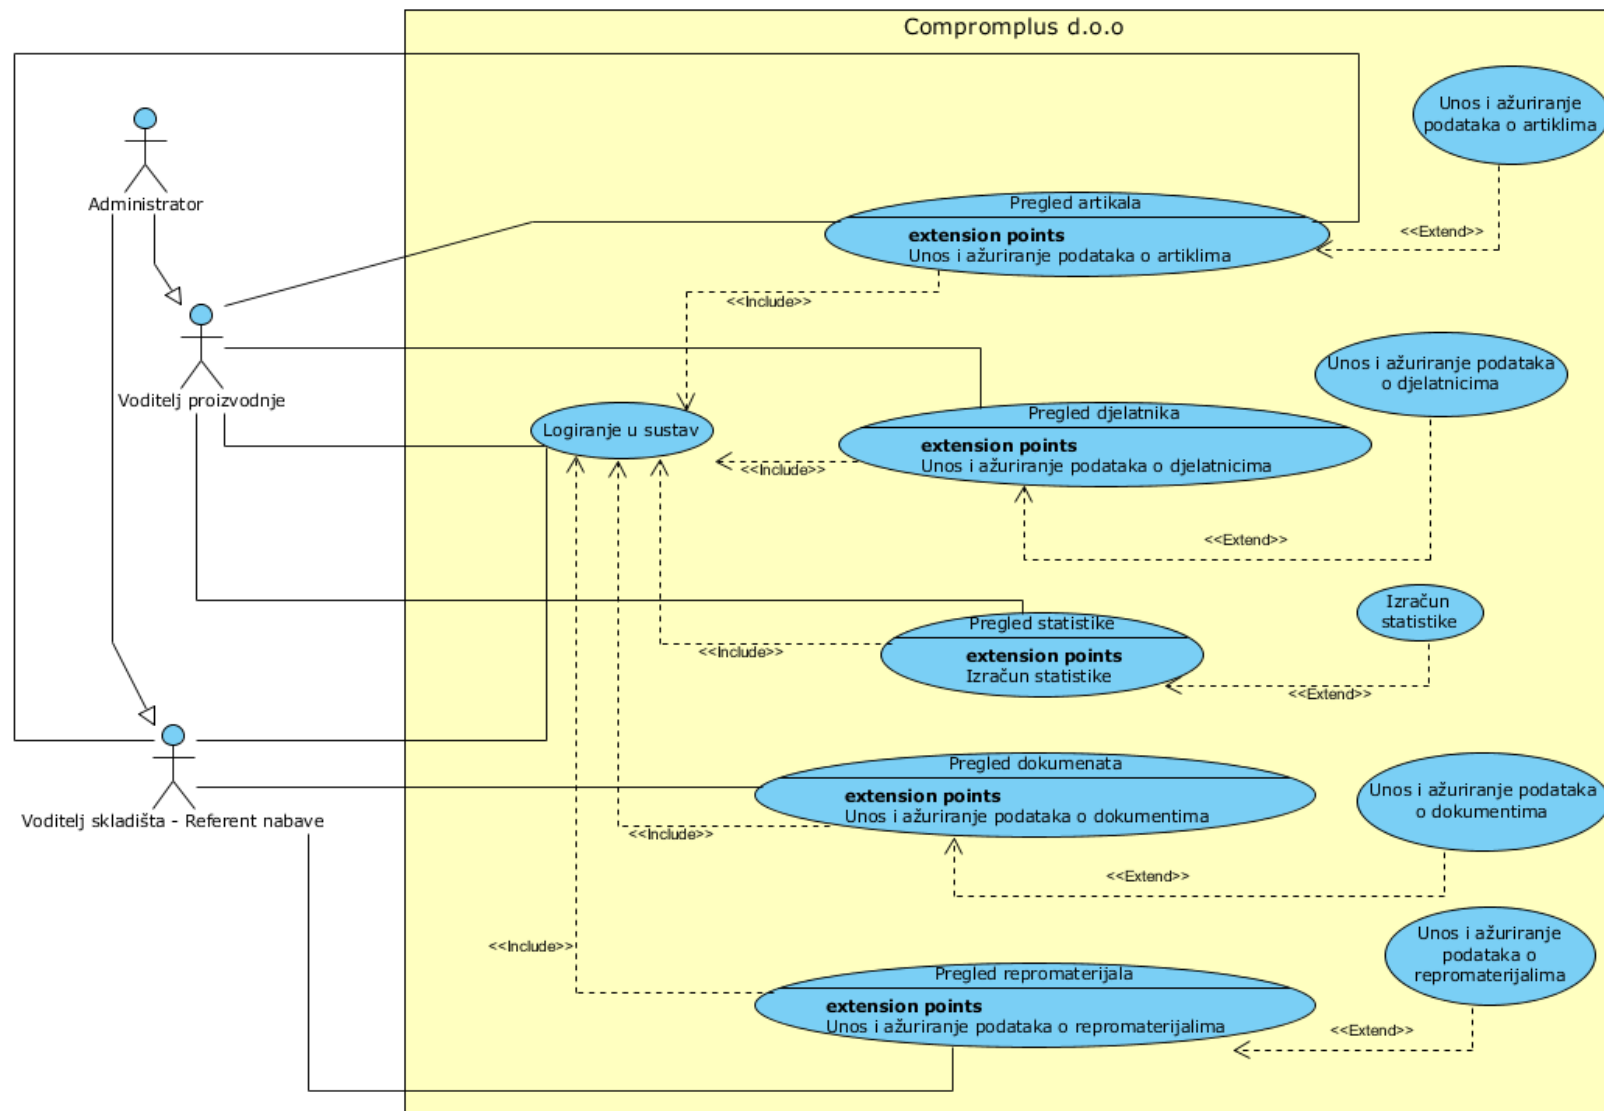 Compromplus d.o.o
Unos i ažuriranje
podataka o artiklima
Administrator
Pregled artikala
extension points
Unos i ažuriranje podataka o artiklima
<<Extend>>
<<Include>>
Voditelj proizvodnje
Unos i ažuriranje podataka
o djelatnicima
Logiranje u sustav
Pregled djelatnika
extension points
Unos i ažuriranje podataka o djelatnicima
<<Include>>
<<Extend>>
Izračun
statistike
Pregled statistike
extension points
Izračun statistike
<<Include>>
<<Extend>>
Voditelj skladišta - Referent nabave
Pregled dokumenata
extension points
Unos i ažuriranje podataka o dokumentima
<<Include>>
Unos i ažuriranje podataka
o dokumentima
<<Extend>>
<<Include>>
Unos i ažuriranje
podataka o
repromaterijalima
Pregled repromaterijala
extension points
Unos i ažuriranje podataka o repromaterijalima
<<Extend>>